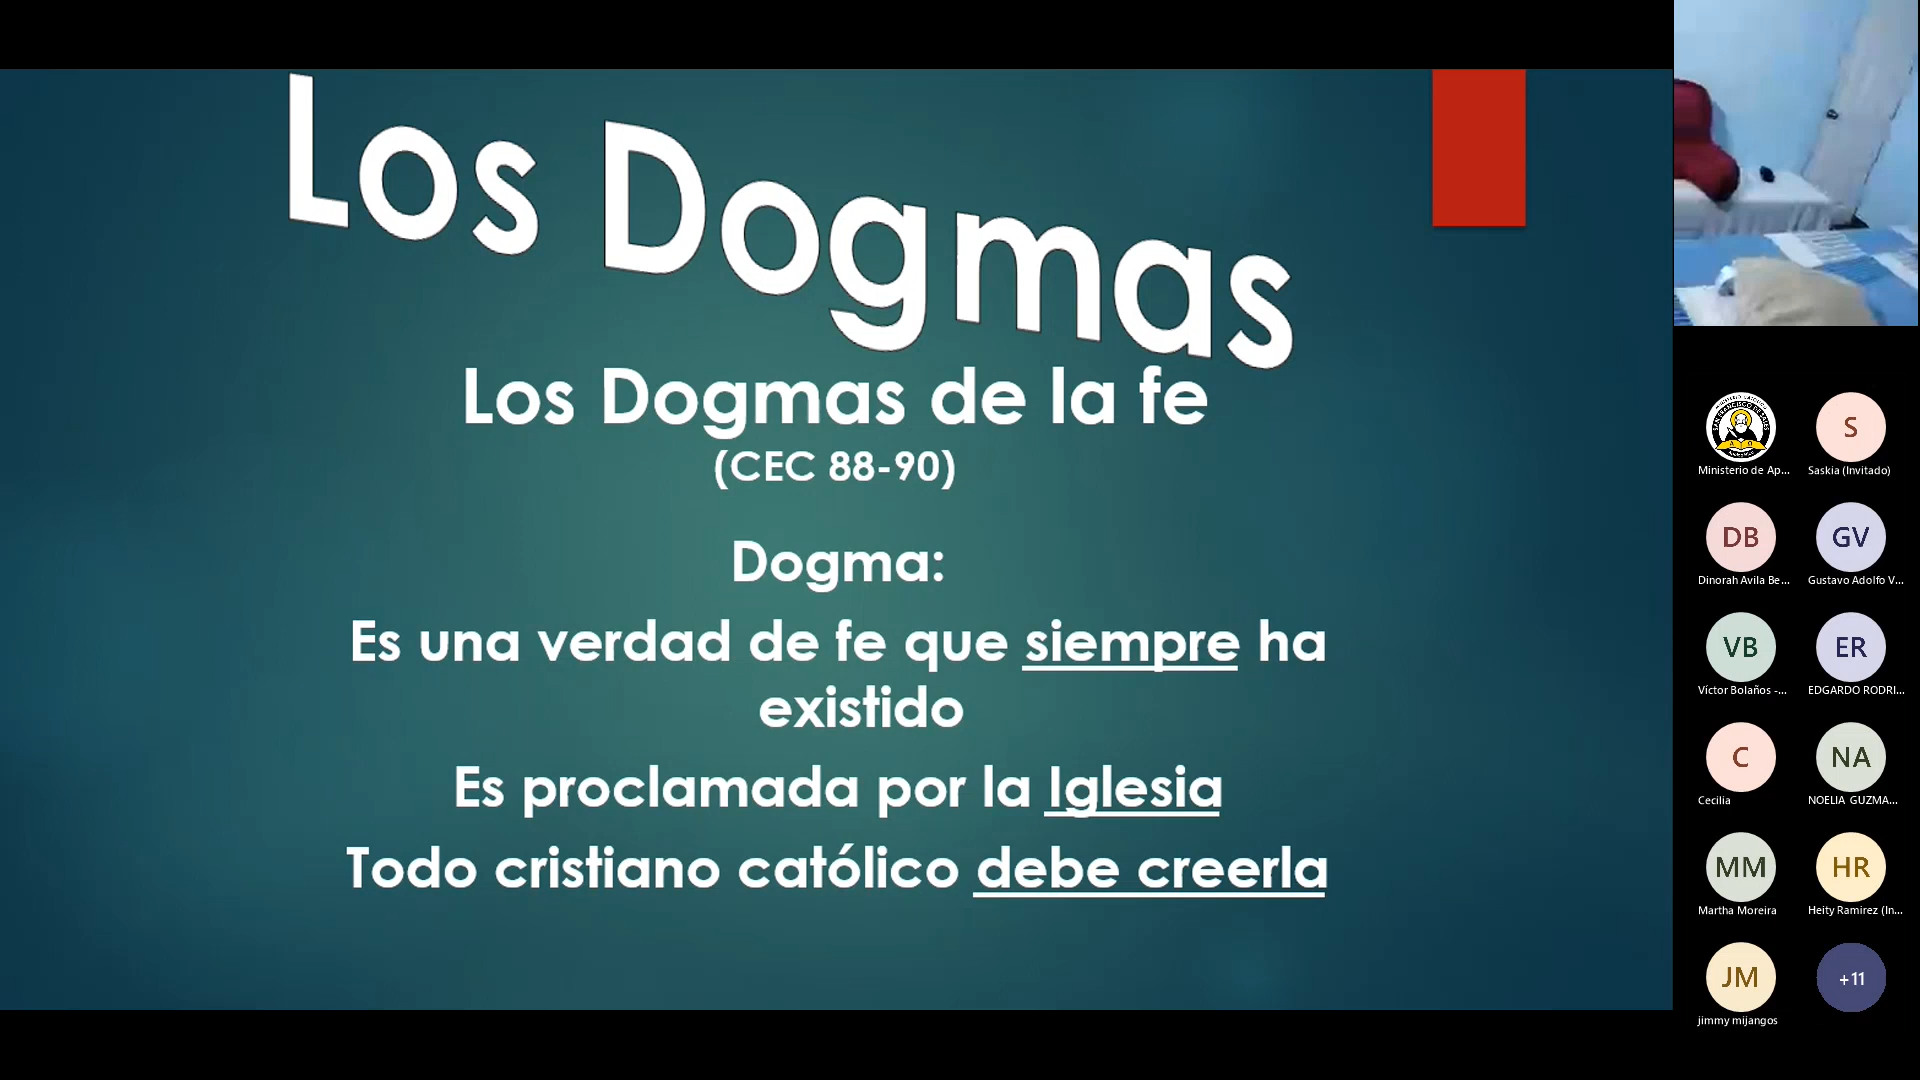 Los Dogmas
Los Dogmas de la fe
(CEC 88-90)
Dogma:
Es una verdad de fe que siempre ha
existido
Es proclamada por la Iglesia
Todo cristiano católico debe creerla
Ministerio de Ap...
S
Saskia (Invitado)
DB
Dinorah Avila Be...
GV
Gustavo Adolfo V...
VB
Víctor Bolaños -...
ER
EDGARDO RODRI...
C
Cecilia
NA
NOELIA GUZMA...
MM
Martha Moreira
HR
Heity Ramirez (In...
JM
jimmy mijangos
+11